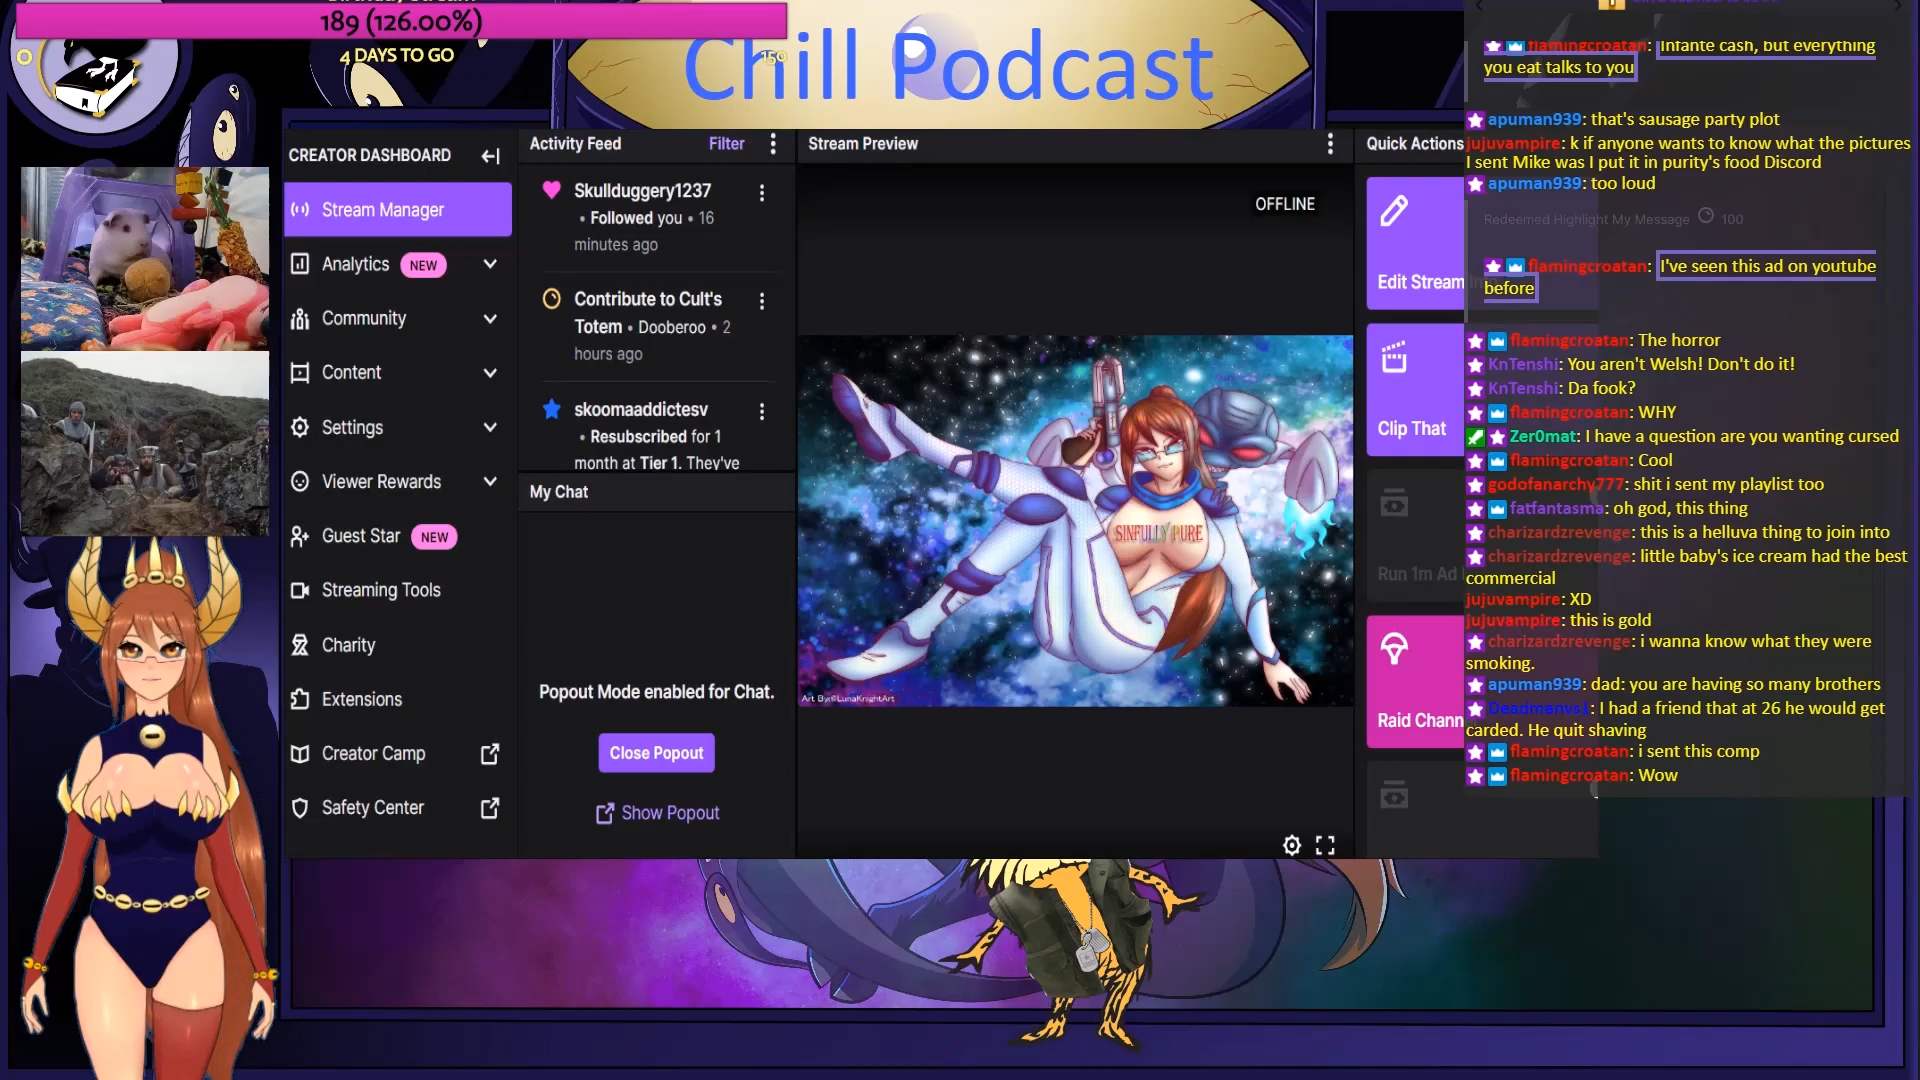 189 (126.00%)
4 DAYS TO GO
150
Chill Podcast
CREATOR DASHBOARD
Stream Manager
Analytics NEW
Community
Content
Settings
Viewer Rewards
Guest Star NEW
Streaming Tools
Charity
Extensions
Creator Camp
Safety Center
Activity Feed Filter
Skullduggery1237
• Followed you • 16
minutes ago
Contribute to Cult's
Totem • Dooberoo • 2
hours ago
skoomaaddictesv
• Resubscribed for 1
month at Tier 1. They've
My Chat
Popout Mode enabled for Chat.
Close Popout
Show Popout
Stream Preview
OFFLINE
SINFULLY PURE
Art By:@LunaKnightArt
Quick Actions
Edit Stream
Clip That
Run 1m Ad
Raid Chann
flamingcroatan: Infante cash, but everything
you eat talks to you
apuman939: that's sausage party plot
jujuvampire: k if anyone wants to know what the pictures
I sent Mike was I put it in purity's food Discord
apuman939: too loud
Redeemed Highlight My Message 100
flamingcroatan: I've seen this ad on youtube
before
flamingcroatan: The horror
KnTenshi: You aren't Welsh! Don't do it!
KnTenshi: Da fook?
flamingcroatan: WHY
Zer0mat: I have a question are you wanting cursed
flamingcroatan: Cool
godofanarchy777: shit i sent my playlist too
fatfantasma: oh god, this thing
charizardzrevenge: this is a helluva thing to join into
charizardzrevenge: little baby's ice cream had the best
commercial
jujuvampire: XD
jujuvampire: this is gold
charizardzrevenge: i wanna know what they were
smoking.
apuman939: dad: you are having so many brothers
Deadmanvs1: I had a friend that at 26 he would get
carded. He quit shaving
flamingcroatan: i sent this comp
flamingcroatan: Wow